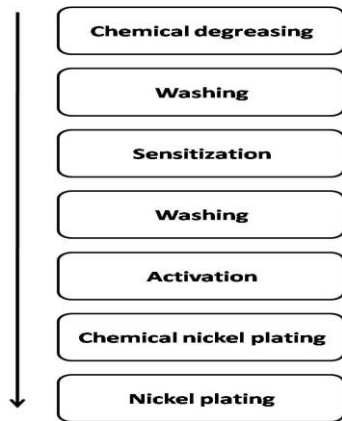 Chemical degreasing
Washing
Sensitization
Washing
Activation
Chemical nickel plating
Nickel plating